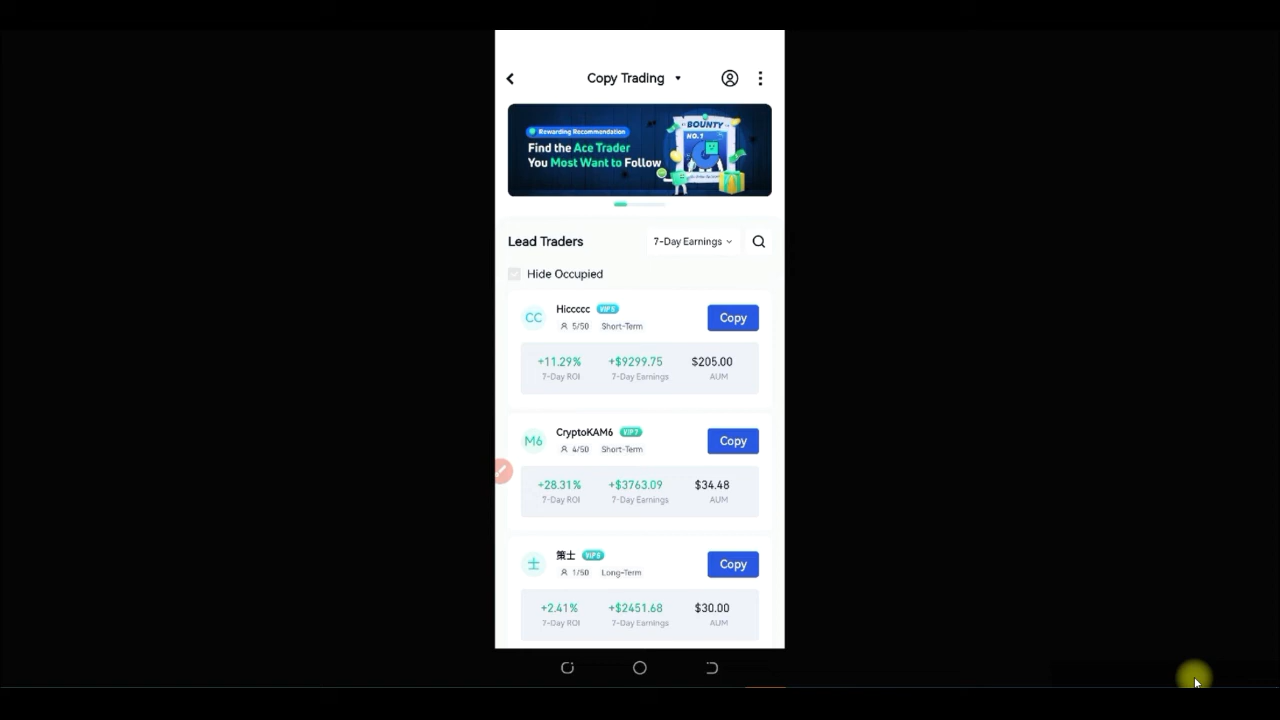 Copy Trading
Rewarding Recommendation
Find the Ace Trader
You Most Want to Follow
BOUNTY
NO.1
Lead Traders
7-Day Earnings
Hide Occupied
CC
Hiccccc VIP5
5/50 Short-Term
Copy
+11.29% +$9299.75 $205.00
7-Day ROI 7-Day Earnings AUM
M6
CryptoKAM6 VIP7
4/50 Short-Term
Copy
+28.31% +$3763.09 $34.48
7-Day ROI 7-Day Earnings AUM
士
策士
1/50 Long-Term
Copy
+2.41% +$2451.68 $30.00
7-Day ROI 7-Day Earnings AUM